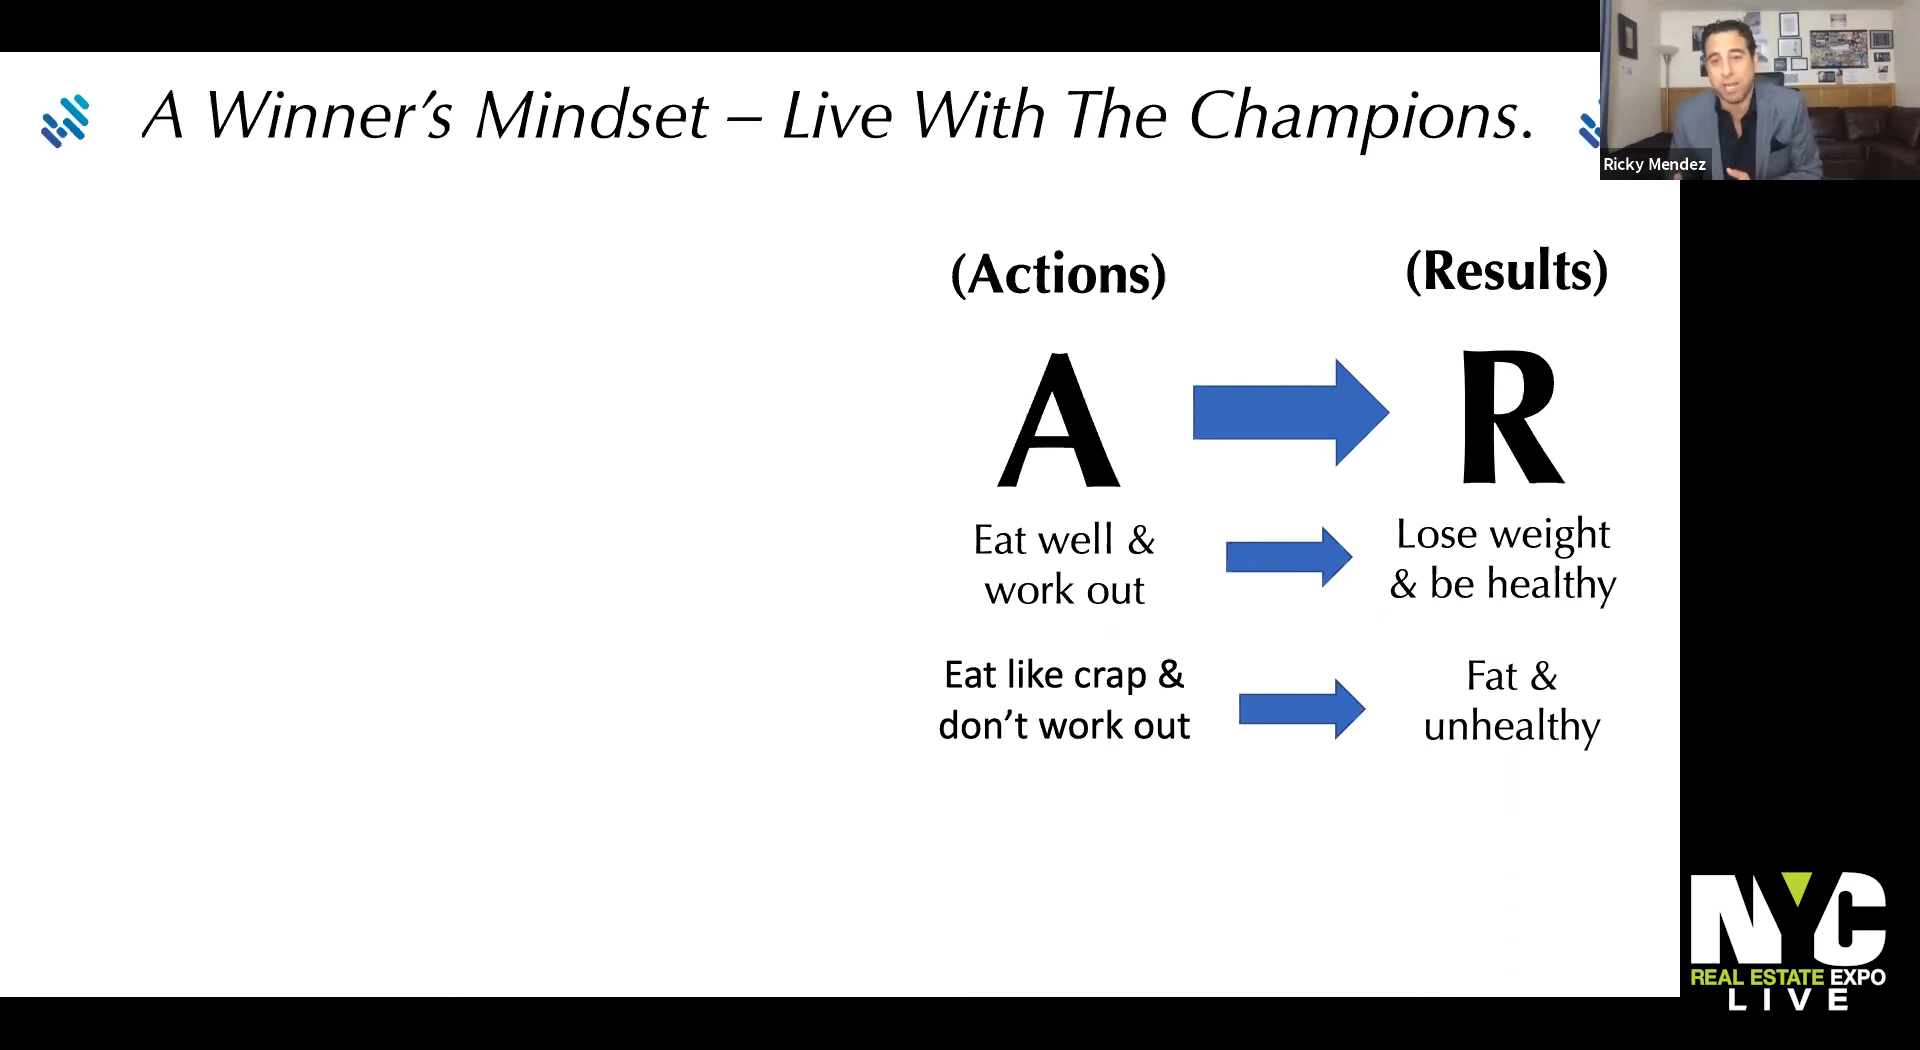 A Winner’s Mindset – Live With The Champions.
Ricky Mendez
(Actions)
(Results)
A
R
Eat well &
work out
Lose weight
& be healthy
Eat like crap &
don’t work out
Fat &
unhealthy
NYC
REAL ESTATE EXPO
LIVE